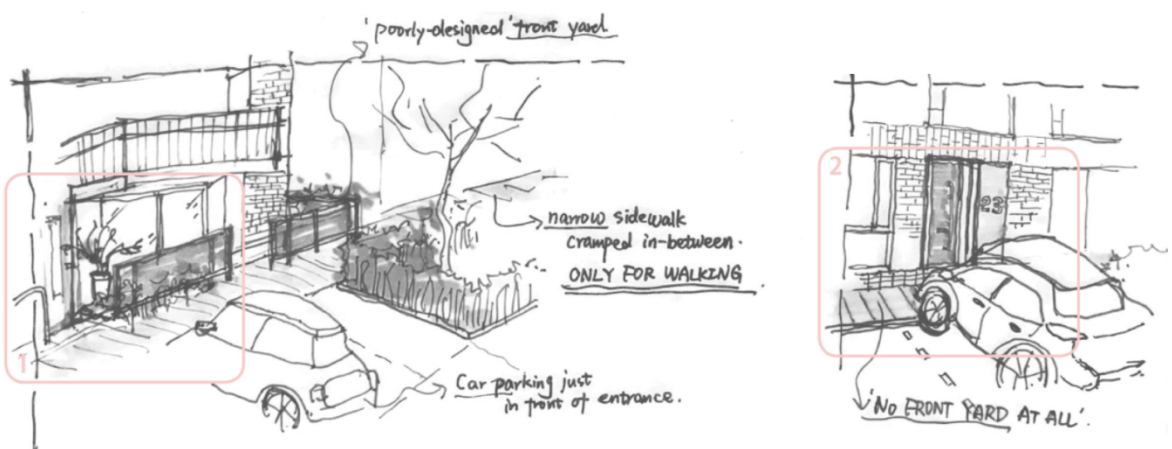 'poorly-designed' front yard
narrow sidewalk
cramped in-between.
ONLY FOR WALKING
Car parking just
in front of entrance.
1
2
23
'NO FRONT YARD AT ALL'.